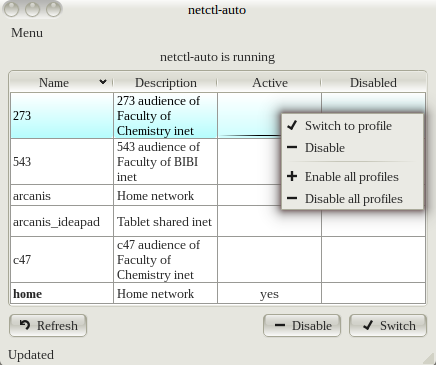 netctl-auto
Menu
netctl-auto is running
Name Description Active Disabled
273 273 audience of
Faculty of
Chemistry inet
543 543 audience of
Faculty of BIBI
inet
arcanis Home network
arcanis_ideapad Tablet shared inet
c47 c47 audience of
Faculty of
Chemistry inet
home Home network yes
Switch to profile
Disable
Enable all profiles
Disable all profiles
Refresh Disable Switch
Updated